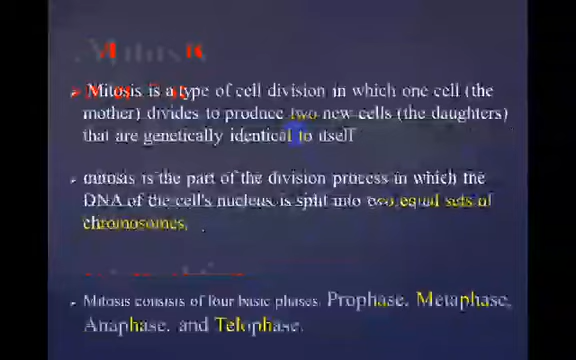 Mitosis
Mitosis is a type of cell division in which one cell (the
mother) divides to produce two new cells (the daughters)
that are genetically identical to itself
mitosis is the part of the division process in which the
DNA of the cell's nucleus is split into two equal sets of
chromosomes.
Mitosis consists of four basic phases. Prophase, Metaphase,
Anaphase, and Telophase.